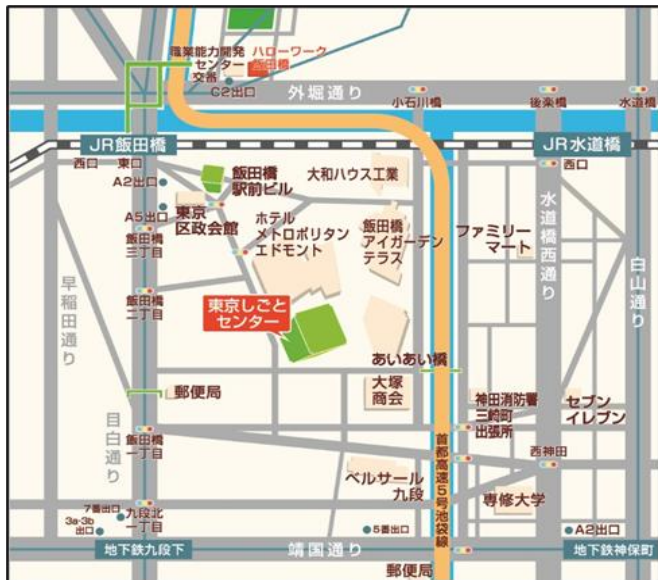 職業能力開発
センター
交番
ハローワーク
飯田橋
C2出口
外堀通り
小石川橋
後楽橋
水道橋
JR飯田橋
JR水道橋
西口
東口
A2出口
飯田橋
駅前ビル
大和ハウス工業
西口
A5出口
東京
区政会館
ホテル
メトロポリタン
エドモント
飯田橋
アイガーデン
テラス
ファミリー
マート
水道橋西通り
白山通り
飯田橋
三丁目
早稲田通り
飯田橋
二丁目
東京しごと
センター
あいあい橋
郵便局
大塚
商会
神田消防署
三崎町
出張所
セブン
イレブン
目白通り
飯田橋
一丁目
首都高速5号池袋線
西神田
ベルサール
九段
専修大学
7番出口
3a-3b
出口
九段北
一丁目
5番出口
A2出口
地下鉄九段下
靖国通り
地下鉄神保町
郵便局